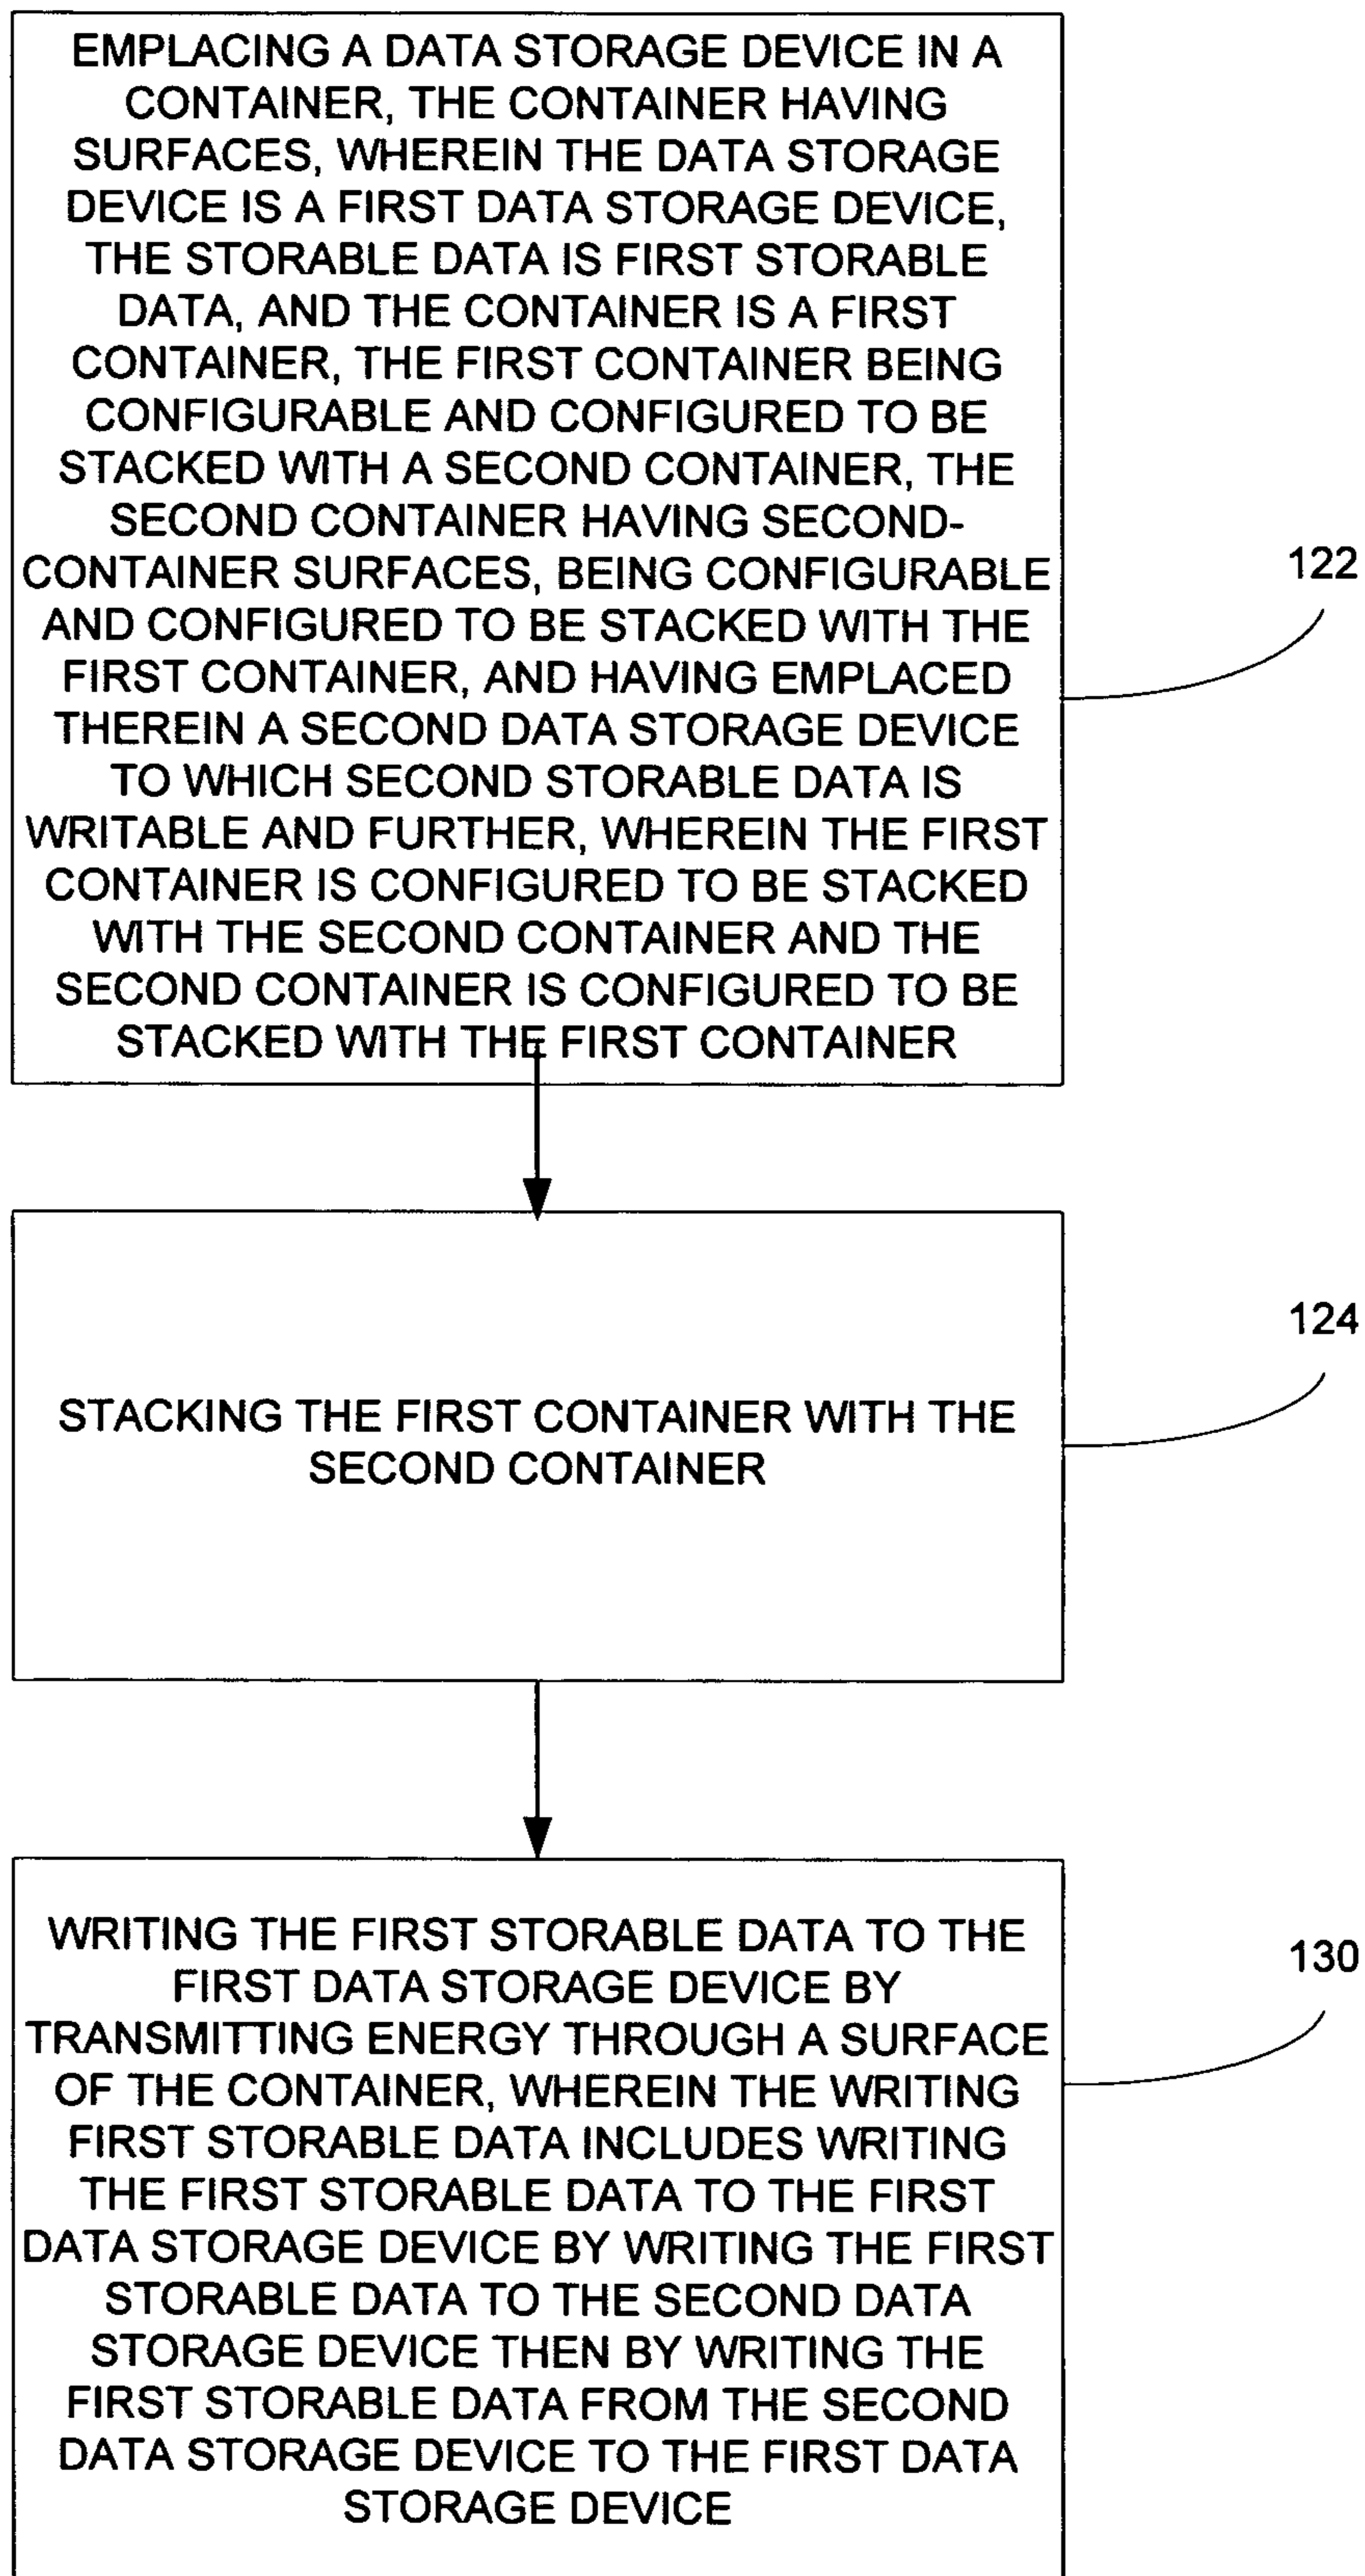 EMPLACING A DATA STORAGE DEVICE IN A
CONTAINER, THE CONTAINER HAVING
SURFACES, WHEREIN THE DATA STORAGE
DEVICE IS A FIRST DATA STORAGE DEVICE,
THE STORABLE DATA IS FIRST STORABLE
DATA, AND THE CONTAINER IS A FIRST
CONTAINER, THE FIRST CONTAINER BEING
CONFIGURABLE AND CONFIGURED TO BE
STACKED WITH A SECOND CONTAINER, THE
SECOND CONTAINER HAVING SECOND-
CONTAINER SURFACES, BEING CONFIGURABLE
AND CONFIGURED TO BE STACKED WITH THE
FIRST CONTAINER, AND HAVING EMPLACED
THEREIN A SECOND DATA STORAGE DEVICE
TO WHICH SECOND STORABLE DATA IS
WRITABLE AND FURTHER, WHEREIN THE FIRST
CONTAINER IS CONFIGURED TO BE STACKED
WITH THE SECOND CONTAINER AND THE
SECOND CONTAINER IS CONFIGURED TO BE
STACKED WITH THE FIRST CONTAINER
122
STACKING THE FIRST CONTAINER WITH THE
SECOND CONTAINER
124
WRITING THE FIRST STORABLE DATA TO THE
FIRST DATA STORAGE DEVICE BY
TRANSMITTING ENERGY THROUGH A SURFACE
OF THE CONTAINER, WHEREIN THE WRITING
FIRST STORABLE DATA INCLUDES WRITING
THE FIRST STORABLE DATA TO THE FIRST
DATA STORAGE DEVICE BY WRITING THE FIRST
STORABLE DATA TO THE SECOND DATA
STORAGE DEVICE THEN BY WRITING THE
FIRST STORABLE DATA FROM THE SECOND
DATA STORAGE DEVICE TO THE FIRST DATA
STORAGE DEVICE
130